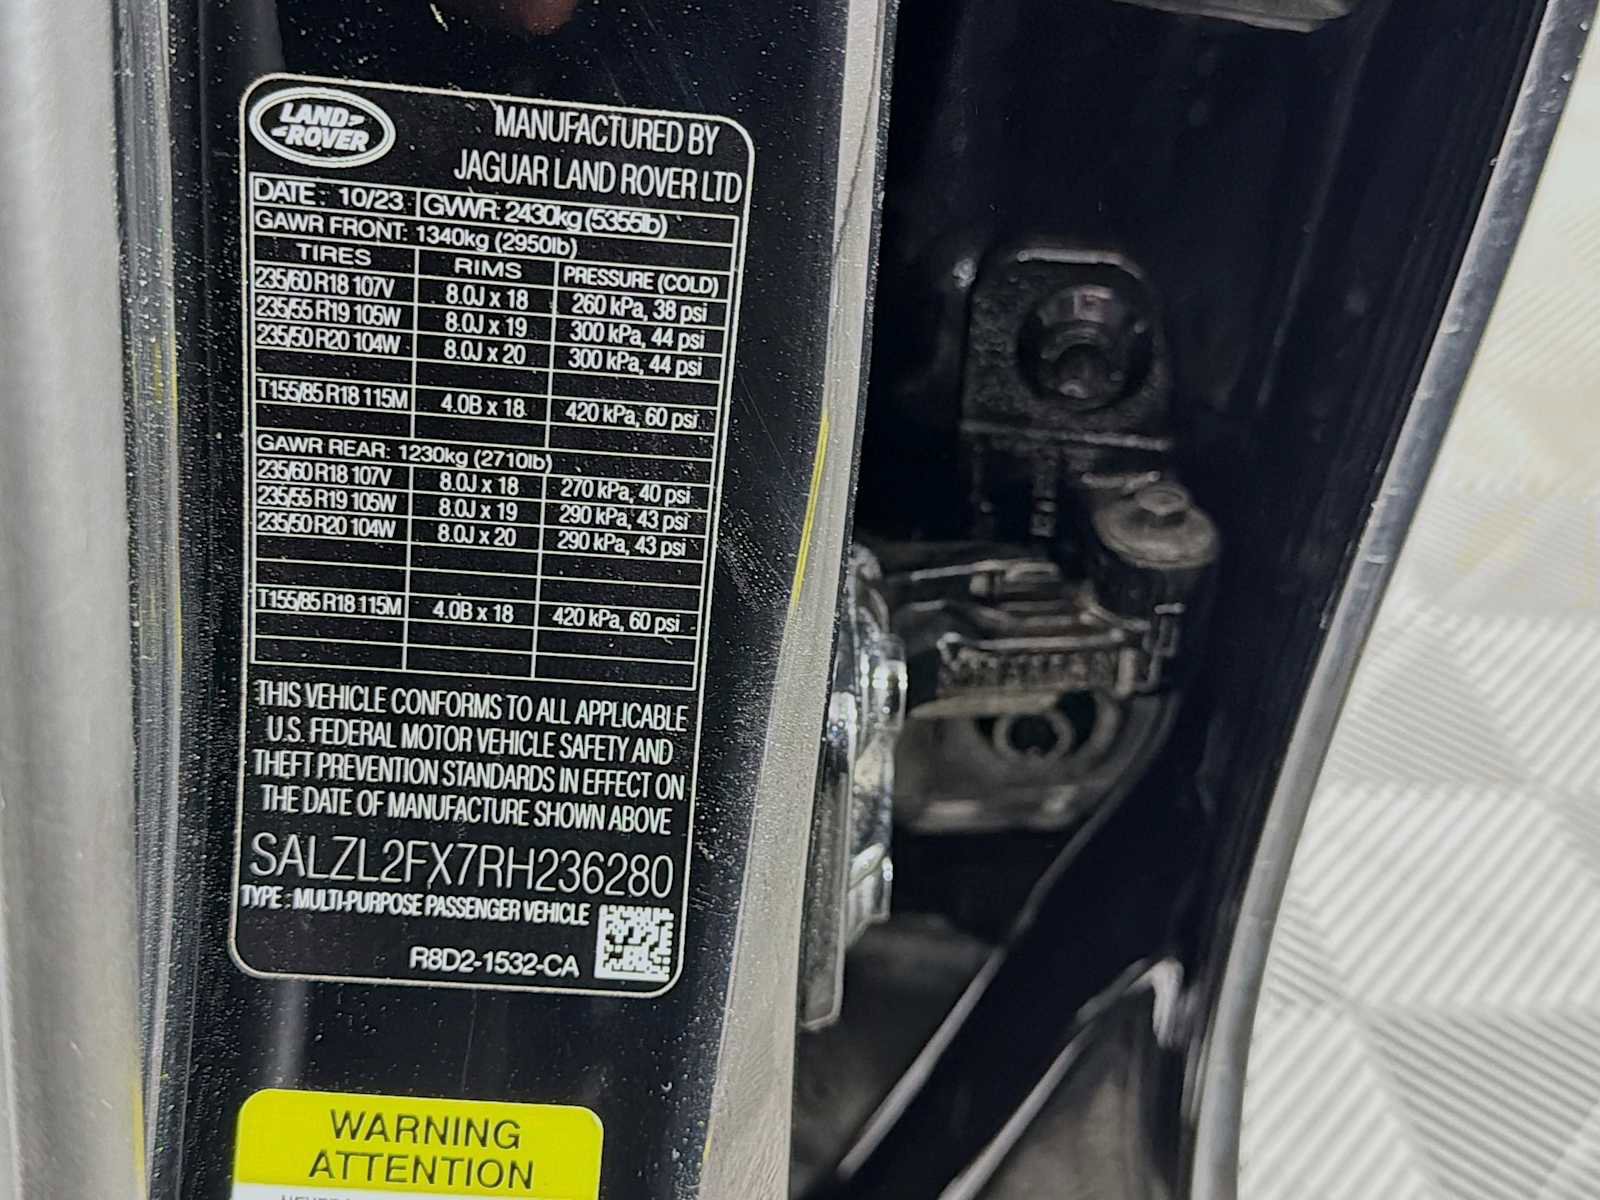 LAND
ROVER
MANUFACTURED BY
JAGUAR LAND ROVER LTD
DATE: 10/23 GVWR: 2430kg (5355lb)
GAWR FRONT: 1340kg (2950lb)
TIRES RIMS PRESSURE (COLD)
235/60 R18 107V 8.0J x 18 260 kPa, 38 psi
235/55 R19 105W 8.0J x 19 300 kPa, 44 psi
235/50 R20 104W 8.0J x 20 300 kPa, 44 psi
T155/85 R18 115M 4.0B x 18 420 kPa, 60 psi
GAWR REAR: 1230kg (2710lb)
235/60 R18 107V 8.0J x 18 270 kPa, 40 psi
235/55 R19 105W 8.0J x 19 290 kPa, 43 psi
235/50 R20 104W 8.0J x 20 290 kPa, 43 psi
T155/85 R18 115M 4.0B x 18 420 kPa, 60 psi
THIS VEHICLE CONFORMS TO ALL APPLICABLE
U.S. FEDERAL MOTOR VEHICLE SAFETY AND
THEFT PREVENTION STANDARDS IN EFFECT ON
THE DATE OF MANUFACTURE SHOWN ABOVE
SALZL2FX7RH236280
TYPE : MULTI-PURPOSE PASSENGER VEHICLE
R8D2-1532-CA
WARNING
ATTENTION